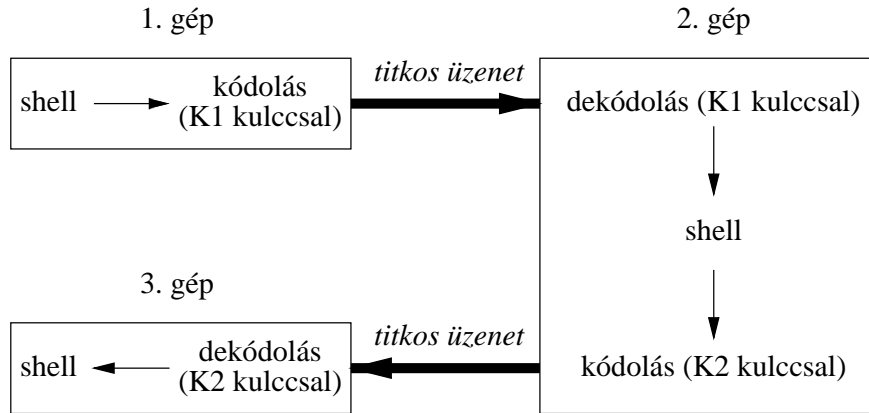 1. gép
2. gép
titkos üzenet
shell
kódolás
(K1 kulccsal)
dekódolás (K1 kulccsal)
shell
3. gép
titkos üzenet
shell
dekódolás
(K2 kulccsal)
kódolás (K2 kulccsal)